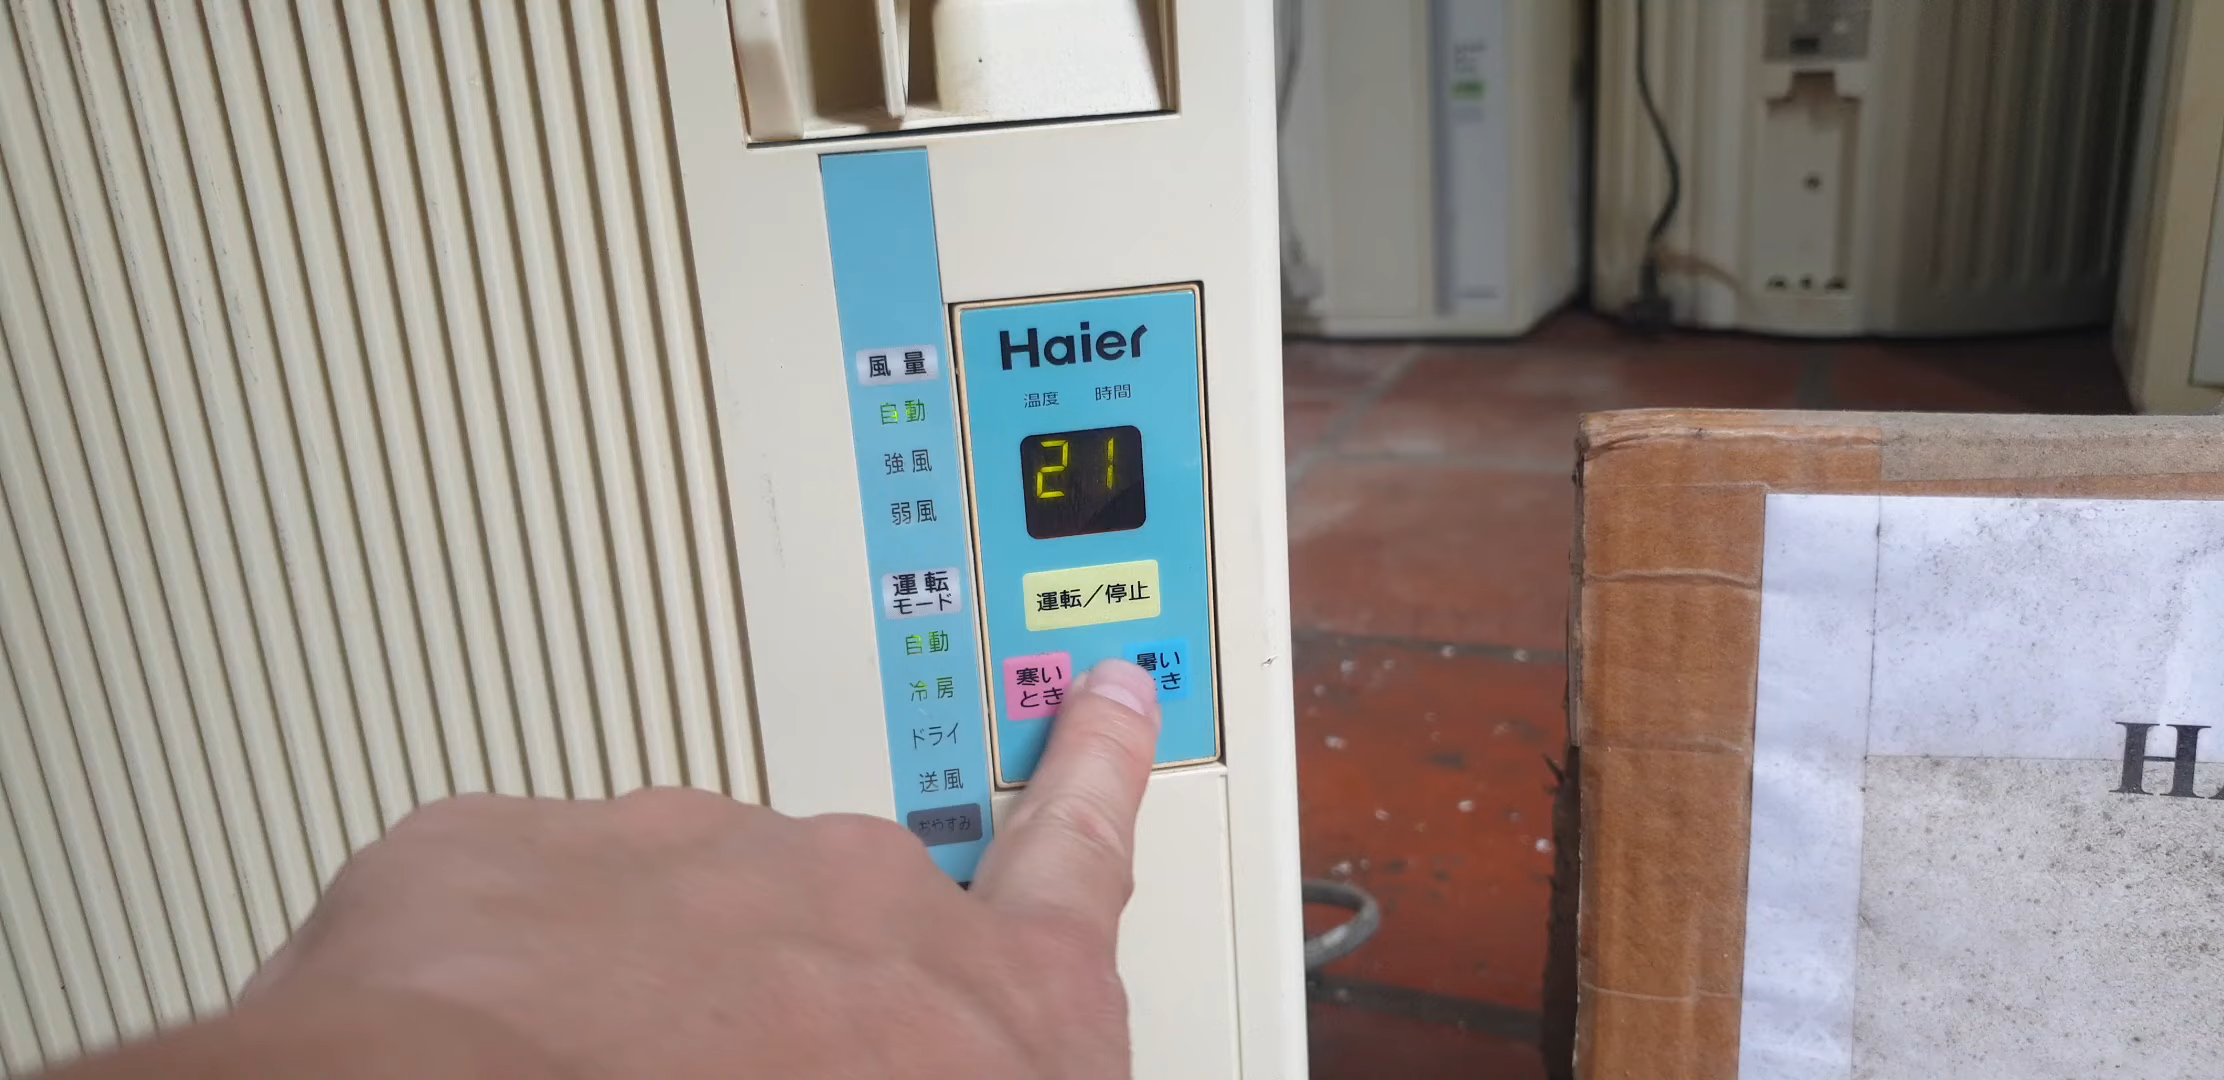 風量
自動
強風
弱風
運転
モード
自動
冷房
ドライ
送風
おやすみ
Haier
温度 時間
21
運転／停止
寒い
とき
暑い
き